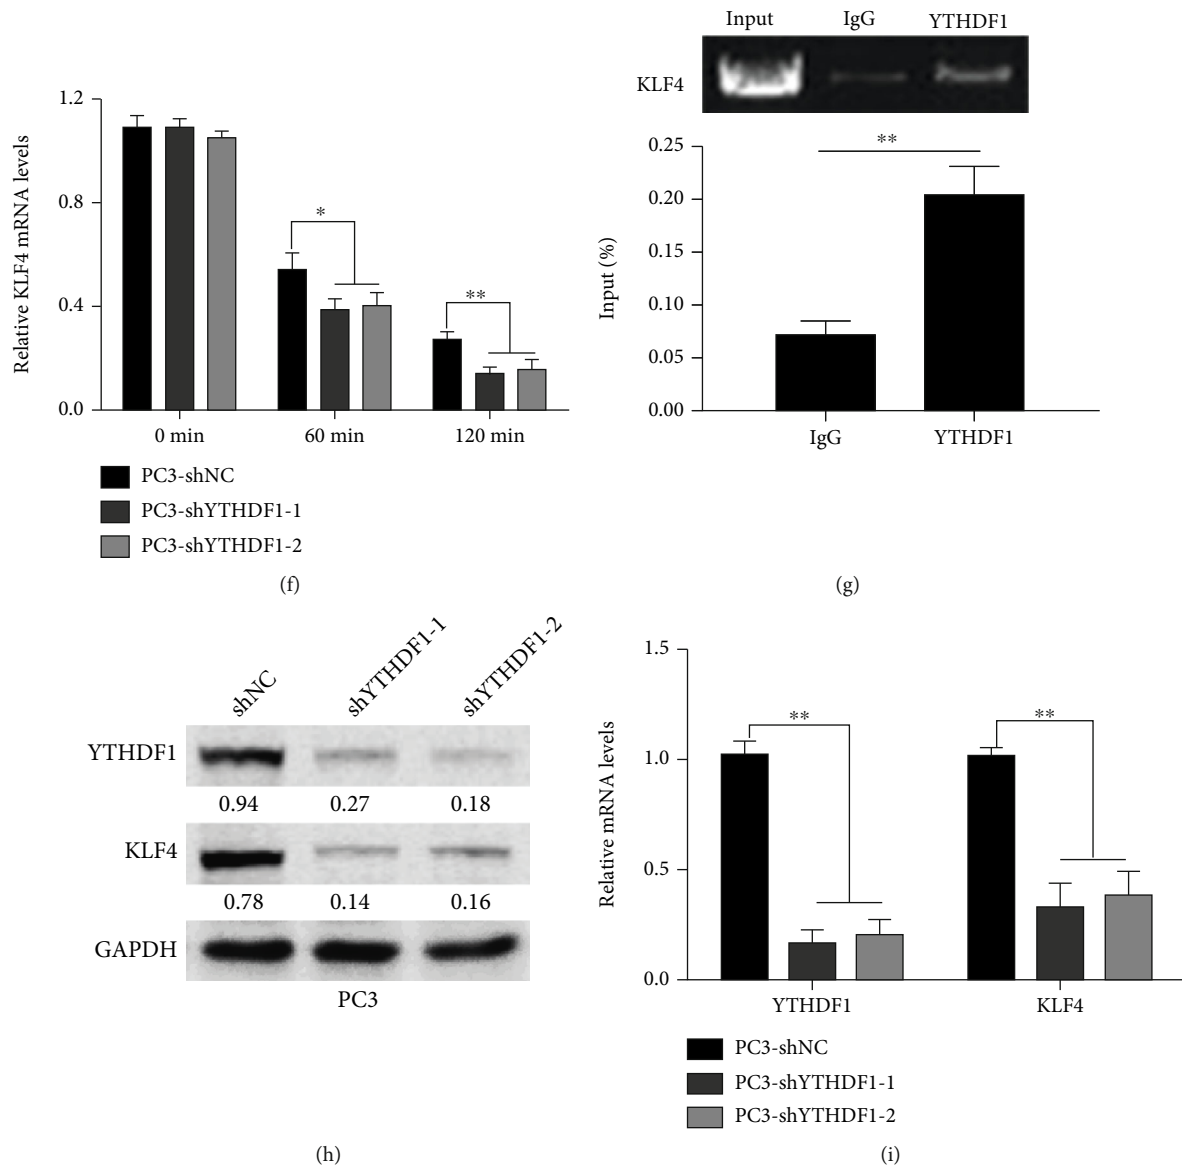 Relative KLF4 mRNA levels
1.2
0.8
0.4
0.0
*
**
0 min
60 min
120 min
PC3-shNC
PC3-shYTHDF1-1
PC3-shYTHDF1-2
(f)
Input
IgG
YTHDF1
KLF4
Input (%)
0.25
0.20
0.15
0.10
0.05
0.00
**
IgG
YTHDF1
(g)
shNC
shYTHDF1-1
shYTHDF1-2
YTHDF1
0.94
0.27
0.18
KLF4
0.78
0.14
0.16
GAPDH
PC3
(h)
Relative mRNA levels
1.5
1.0
0.5
0.0
**
**
YTHDF1
KLF4
PC3-shNC
PC3-shYTHDF1-1
PC3-shYTHDF1-2
(i)